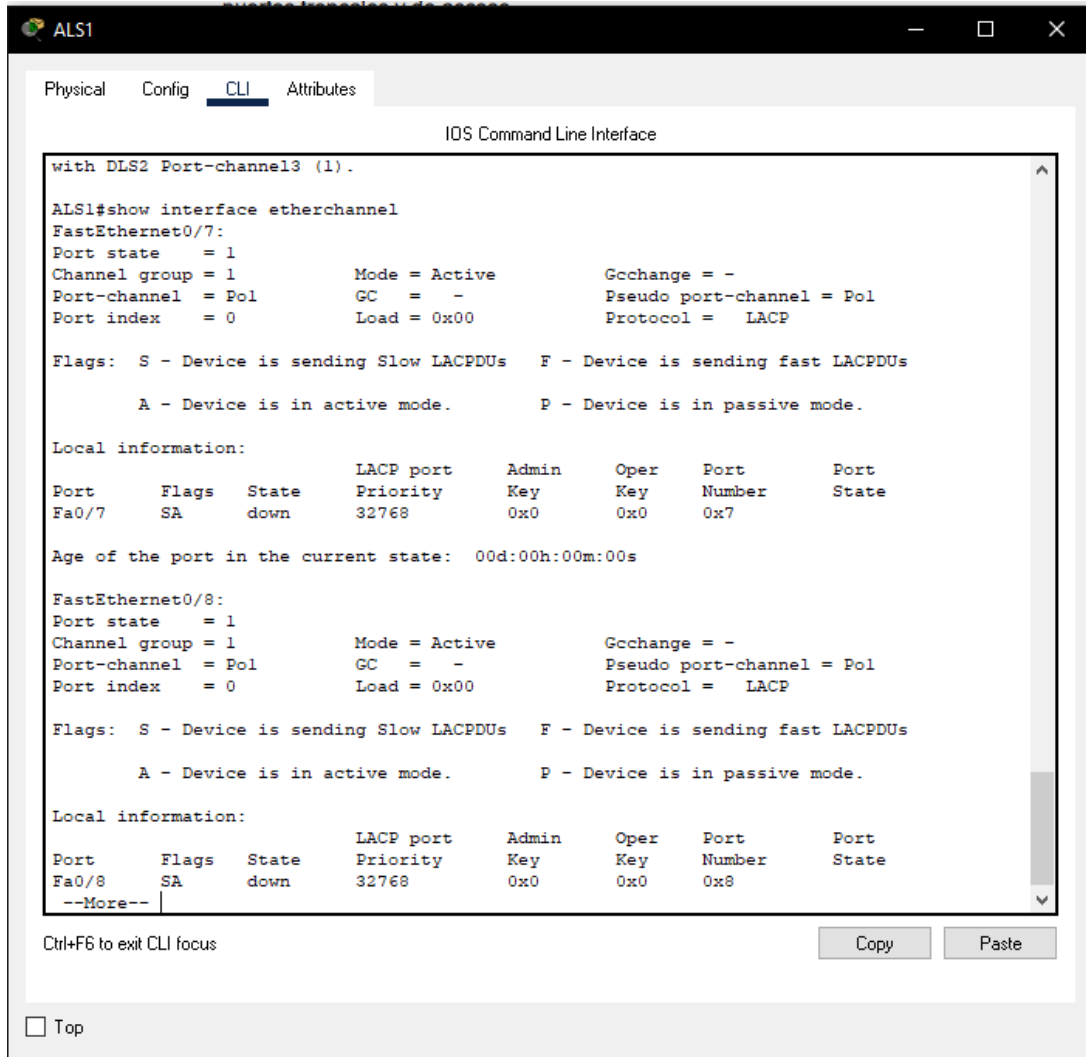 ALS1
Physical Config CLI Attributes
IOS Command Line Interface
with DLS2 Port-channel3 (1).
ALS1#show interface etherchannel
FastEthernet0/7:
Port state = 1
Channel group = 1 Mode = Active Gcchange = -
Port-channel = Po1 GC = - Pseudo port-channel = Po1
Port index = 0 Load = 0x00 Protocol = LACP
Flags: S - Device is sending Slow LACPDUs F - Device is sending fast LACPDUs
A - Device is in active mode. P - Device is in passive mode.
Local information:
LACP port Admin Oper Port Port
Port Flags State Priority Key Key Number State
Fa0/7 SA down 32768 0x0 0x0 0x7
Age of the port in the current state: 00d:00h:00m:00s
FastEthernet0/8:
Port state = 1
Channel group = 1 Mode = Active Gcchange = -
Port-channel = Po1 GC = - Pseudo port-channel = Po1
Port index = 0 Load = 0x00 Protocol = LACP
Flags: S - Device is sending Slow LACPDUs F - Device is sending fast LACPDUs
A - Device is in active mode. P - Device is in passive mode.
Local information:
LACP port Admin Oper Port Port
Port Flags State Priority Key Key Number State
Fa0/8 SA down 32768 0x0 0x0 0x8
--More--
Ctrl+F6 to exit CLI focus
Copy Paste
Top